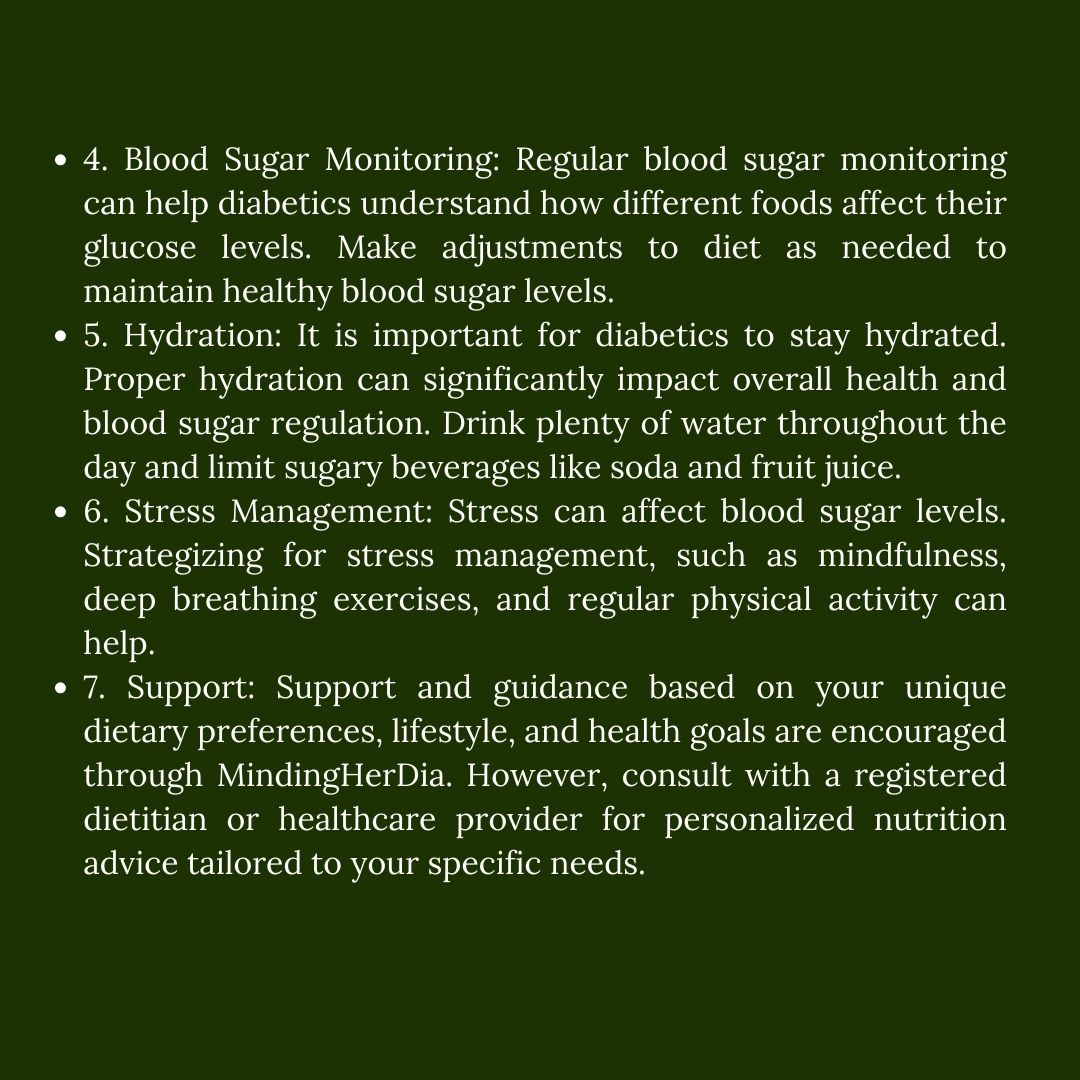 • 4. Blood Sugar Monitoring: Regular blood sugar monitoring
can help diabetics understand how different foods affect their
glucose levels. Make adjustments to diet as needed to
maintain healthy blood sugar levels.
• 5. Hydration: It is important for diabetics to stay hydrated.
Proper hydration can significantly impact overall health and
blood sugar regulation. Drink plenty of water throughout the
day and limit sugary beverages like soda and fruit juice.
• 6. Stress Management: Stress can affect blood sugar levels.
Strategizing for stress management, such as mindfulness,
deep breathing exercises, and regular physical activity can
help.
• 7. Support: Support and guidance based on your unique
dietary preferences, lifestyle, and health goals are encouraged
through MindingHerDia. However, consult with a registered
dietitian or healthcare provider for personalized nutrition
advice tailored to your specific needs.